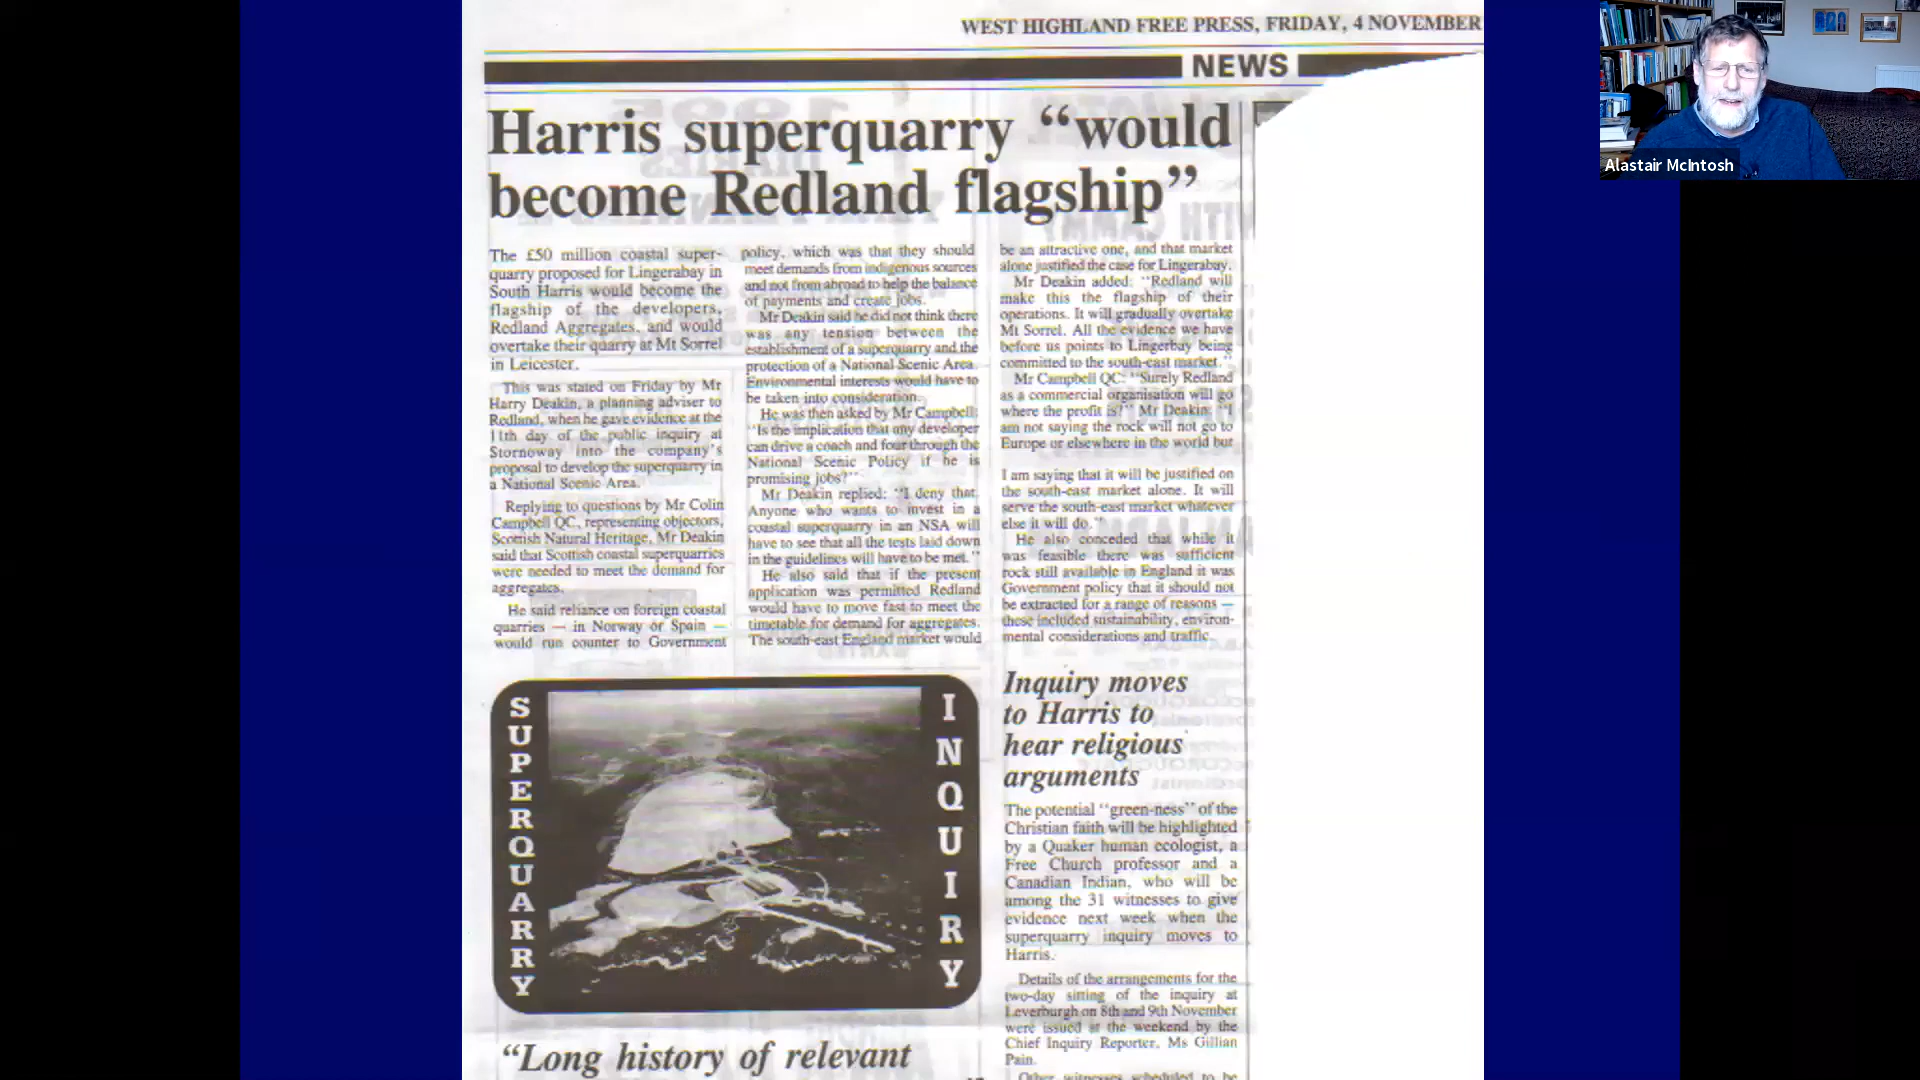 WEST HIGHLAND FREE PRESS, FRIDAY, 4 NOVEMBER
NEWS
Harris superquarry “would
become Redland flagship”
The £50 million coastal super-
quarry proposed for Lingerabay in
South Harris would become the
flagship of the developers,
Redland Aggregates, and would
overtake their quarry at Mt Sorrel
in Leicester.
This was stated on Friday by Mr
Harry Deakin, a planning adviser to
Redland, when he gave evidence at the
11th day of the public inquiry at
Stornoway into the company's
proposal to develop the superquarry in
a National Scenic Area.
Replying to questions by Mr Colin
Campbell QC, representing objectors,
Scottish Natural Heritage, Mr Deakin
said that Scottish coastal superquarries
were needed to meet the demand for
aggregates.
He said reliance on foreign coastal
quarries — in Norway or Spain —
would run counter to Government
policy, which was that they should
meet demands from indigenous sources
and not from abroad to help the balance
of payments and create jobs.
Mr Deakin said he did not think there
was any tension between the
establishment of a superquarry and the
protection of a National Scenic Area.
Environmental interests would have to
be taken into consideration.
He was then asked by Mr Campbell:
“Is the implication that any developer
can drive a coach and four through the
National Scenic Policy if he is
promising jobs?”
Mr Deakin replied: “I deny that.
Anyone who wants to invest in a
coastal superquarry in an NSA will
have to see that all the tests laid down
in the guidelines will have to be met.”
He also said that if the present
application was permitted Redland
would have to move fast to meet the
timetable for demand for aggregates.
The south-east England market would
be an attractive one, and that market
alone justified the case for Lingerabay.
Mr Deakin added: “Redland will
make this the flagship of their
operations. It will gradually overtake
Mt Sorrel. All the evidence we have
before us points to Lingerbay being
committed to the south-east market.”
Mr Campbell QC: “Surely Redland
as a commercial organisation will go
where the profit is?” Mr Deakin: “I
am not saying the rock will not go to
Europe or elsewhere in the world but
I am saying that it will be justified on
the south-east market alone. It will
serve the south-east market whatever
else it will do.”
He also conceded that while it
was feasible there was sufficient
rock still available in England it was
Government policy that it should not
be extracted for a range of reasons —
these included sustainability, environ-
mental considerations and traffic.
SUPERQUARRY
INQUIRY
“Long history of relevant
Inquiry moves
to Harris to
hear religious
arguments
The potential “green-ness” of the
Christian faith will be highlighted
by a Quaker human ecologist, a
Free Church professor and a
Canadian Indian, who will be
among the 31 witnesses to give
evidence next week when the
superquarry inquiry moves to
Harris.
Details of the arrangements for the
two-day sitting of the inquiry at
Leverburgh on 8th and 9th November
were issued at the weekend by the
Chief Inquiry Reporter, Ms Gillian
Pain.
Other witnesses scheduled to be
Alastair McIntosh